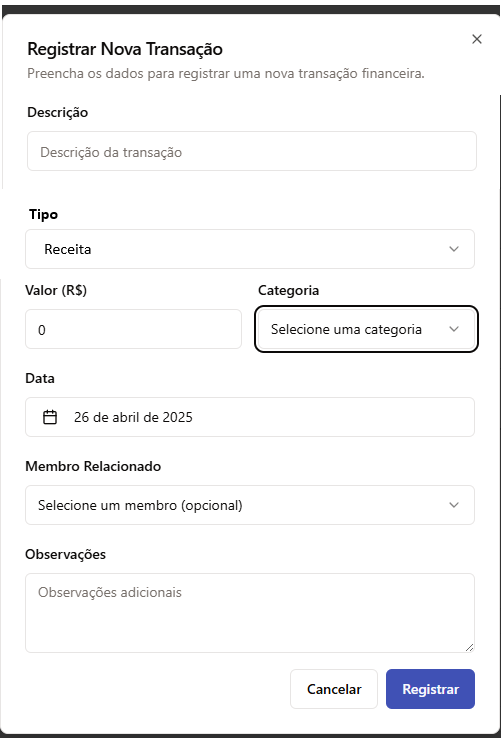 Registrar Nova Transação
Preencha os dados para registrar uma nova transação financeira.
Descrição
Descrição da transação
Tipo
Receita
Valor (R$)
Categoria
0
Selecione uma categoria
Data
26 de abril de 2025
Membro Relacionado
Selecione um membro (opcional)
Observações
Observações adicionais
Cancelar
Registrar